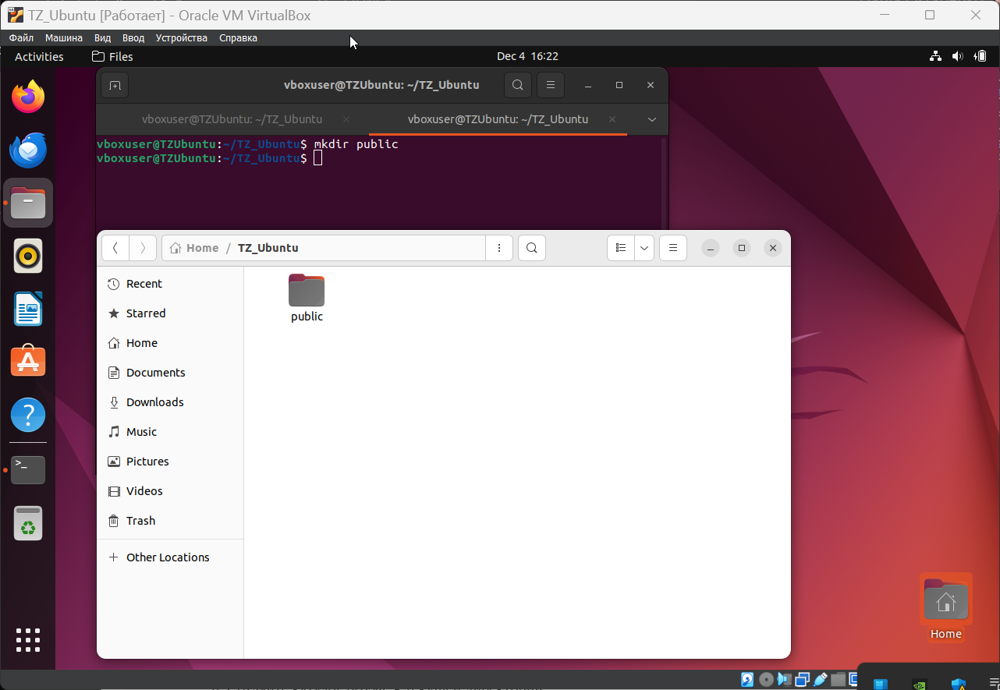 TZ_Ubuntu [Работает] - Oracle VM VirtualBox
Файл Машина Вид Ввод Устройства Справка
Activities Files Dec 4 16:22
vboxuser@TZUbuntu: ~/TZ_Ubuntu
vboxuser@TZUbuntu: ~/TZ_Ubuntu vboxuser@TZUbuntu: ~/TZ_Ubuntu
vboxuser@TZUbuntu:~/TZ_Ubuntu$ mkdir public
vboxuser@TZUbuntu:~/TZ_Ubuntu$
Home / TZ_Ubuntu
Recent
Starred
Home
Documents
Downloads
Music
Pictures
Videos
Trash
Other Locations
public
Home